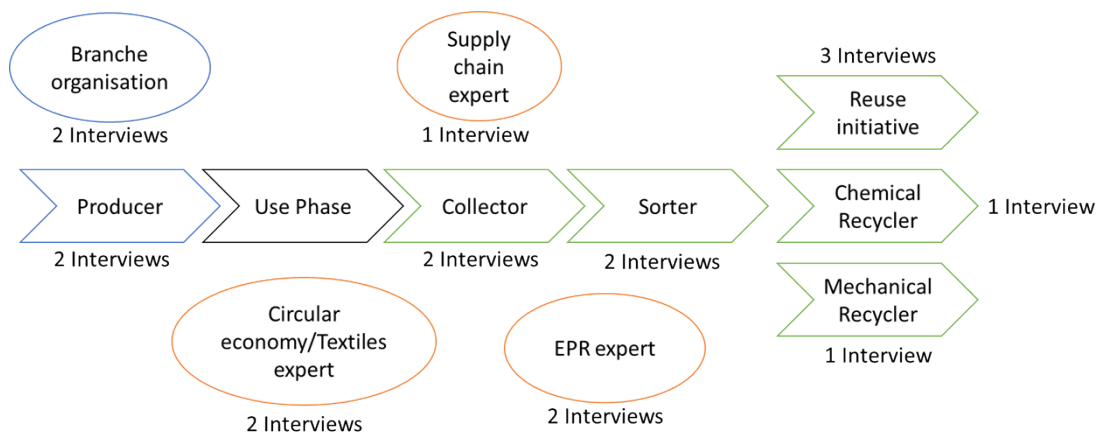 Branche
organisation
2 Interviews
Supply
chain
expert
1 Interview
3 Interviews
Reuse
initiative
Producer
2 Interviews
Use Phase
Collector
2 Interviews
Sorter
2 Interviews
Chemical
Recycler
1 Interview
Mechanical
Recycler
1 Interview
Circular
economy/Textiles
expert
2 Interviews
EPR expert
2 Interviews